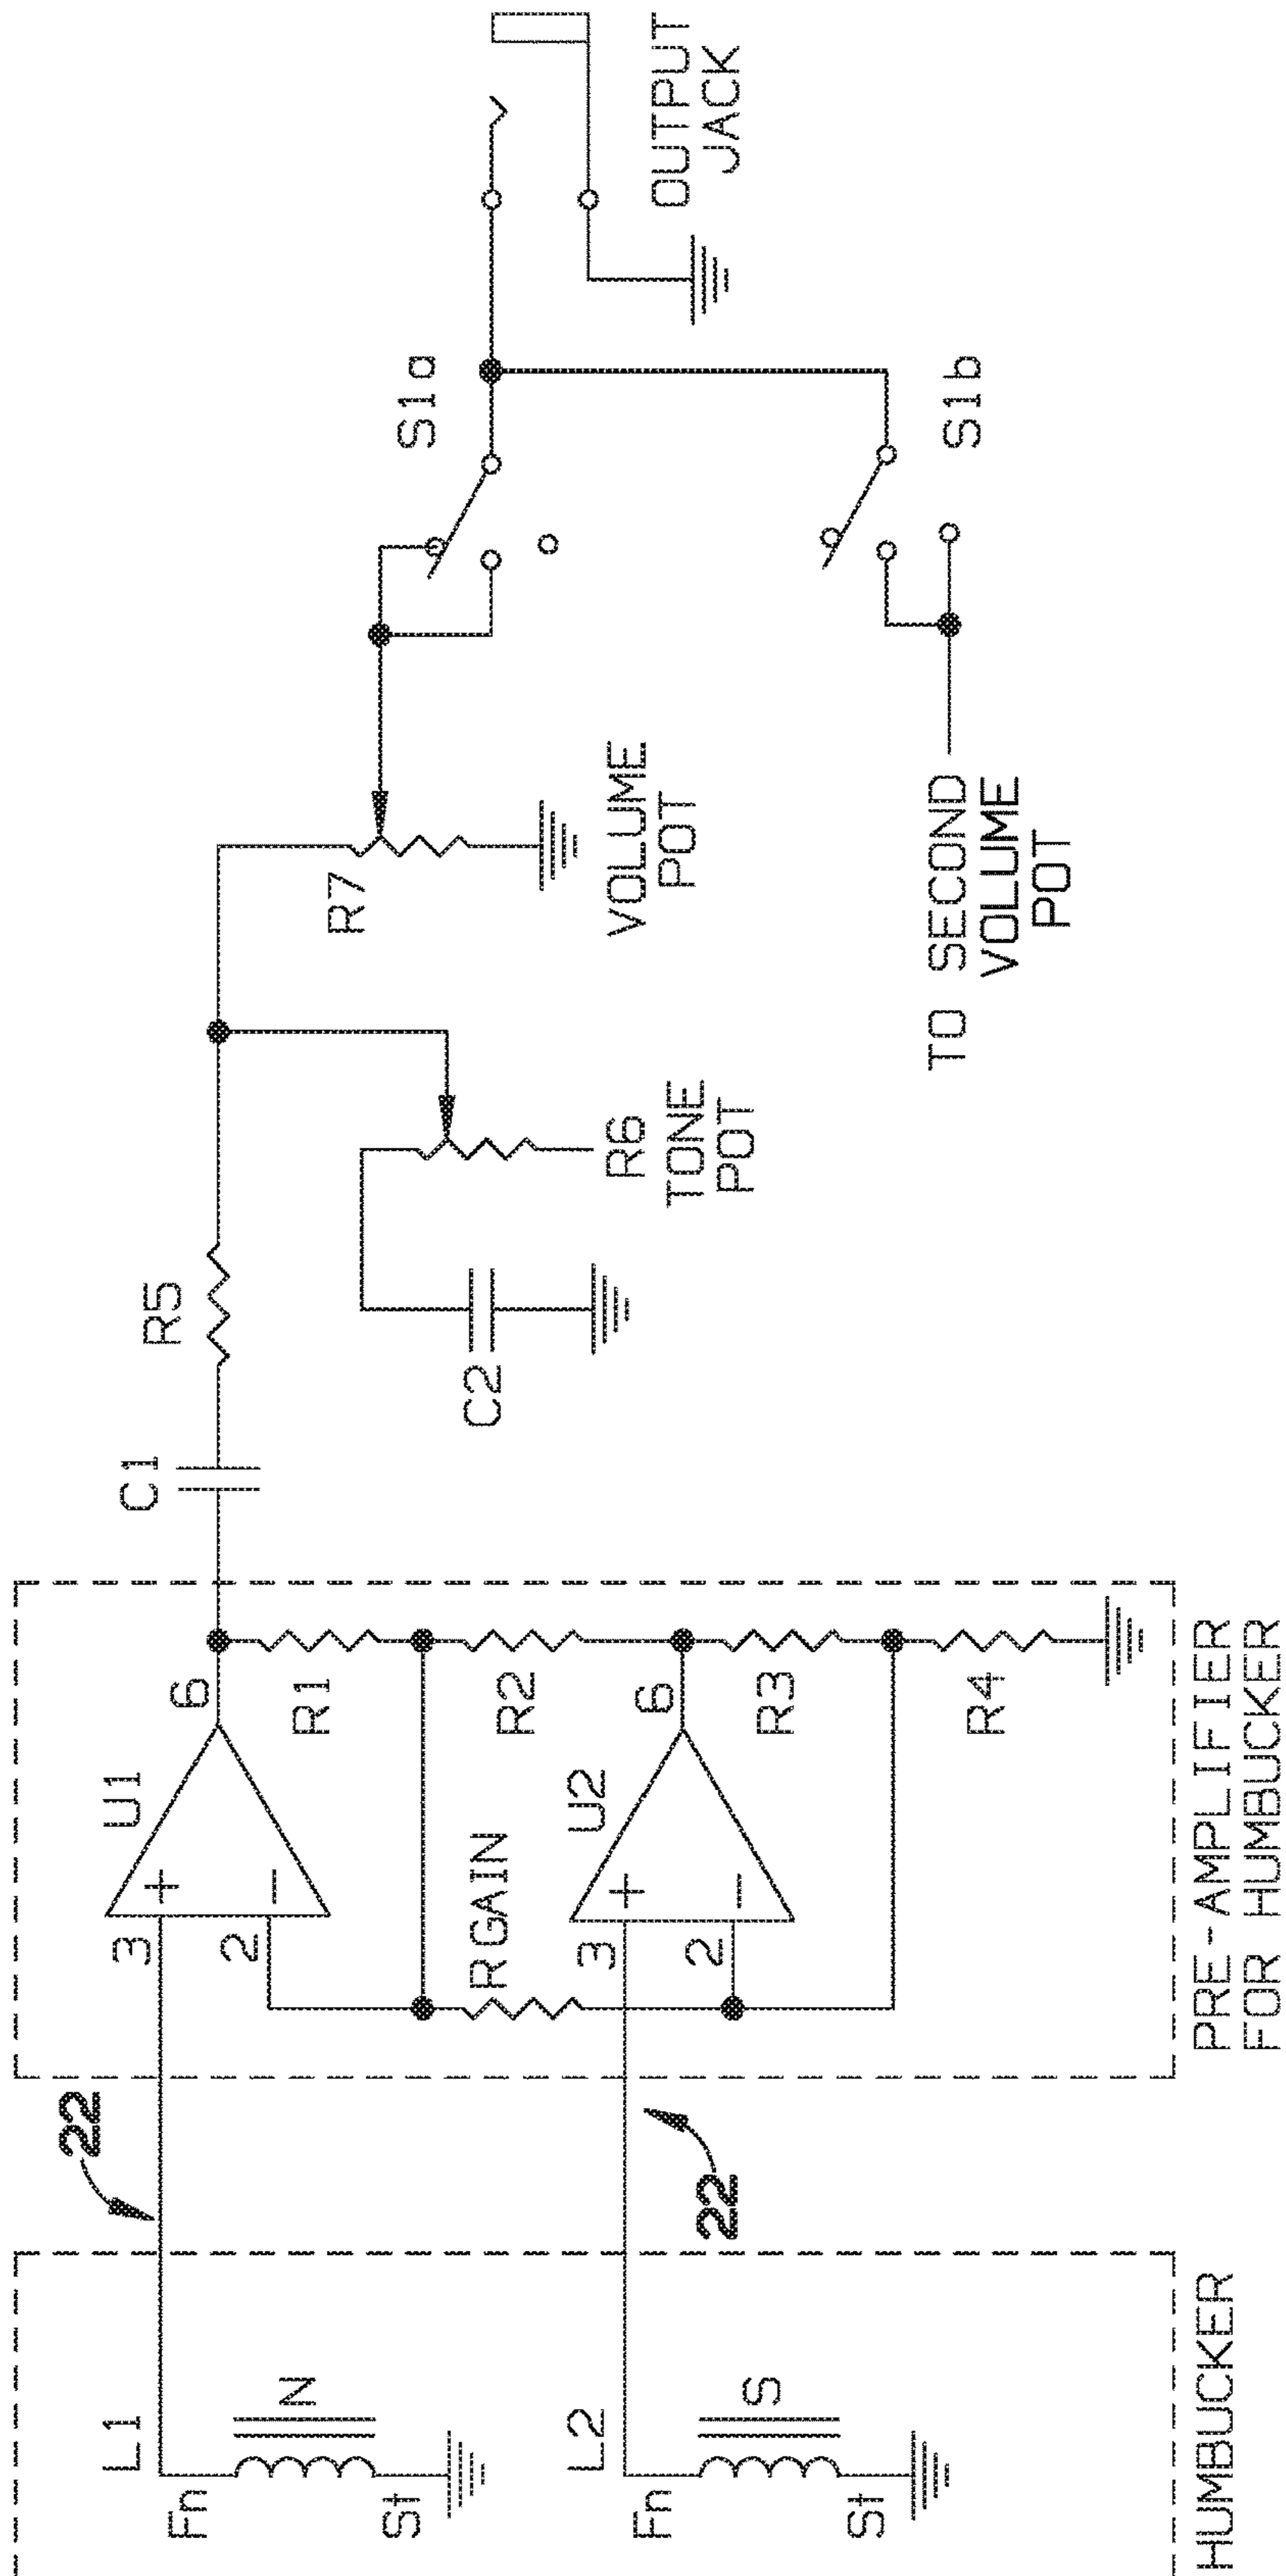 HUMBUCKER
L1
Fn
N
St
L2
Fn
S
St
22
22
PRE-AMPLIFIER
FOR HUMBUCKER
U1
3
+
2
−
6
R1
RGAIN
R2
U2
3
+
2
−
6
R3
R4
C1
R5
C2
R6
TONE
POT
R7
VOLUME
POT
S1a
S1b
TO SECOND
VOLUME
POT
OUTPUT
JACK